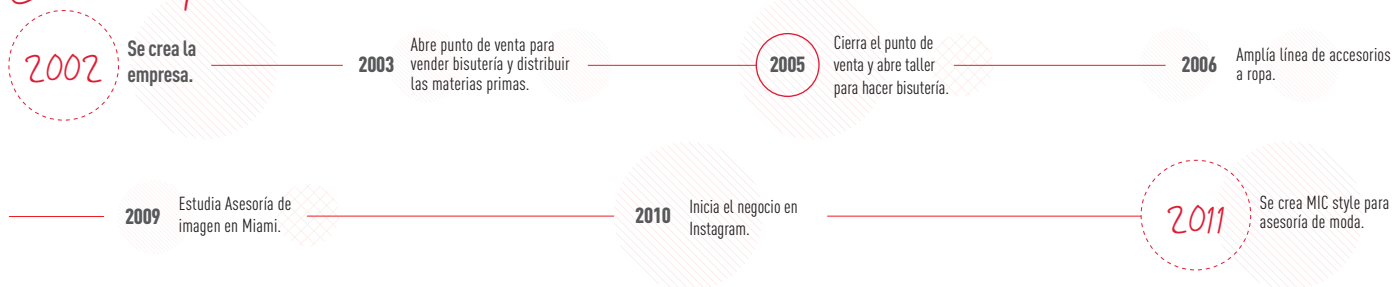 2002
Se crea la
empresa.
2003
Abre punto de venta para
vender bisutería y distribuir
las materias primas.
2005
Cierra el punto de
venta y abre taller
para hacer bisutería.
2006
Amplía línea de accesorios
a ropa.
2009
Estudia Asesoría de
imagen en Miami.
2010
Inicia el negocio en
Instagram.
2011
Se crea MIC style para
asesoría de moda.